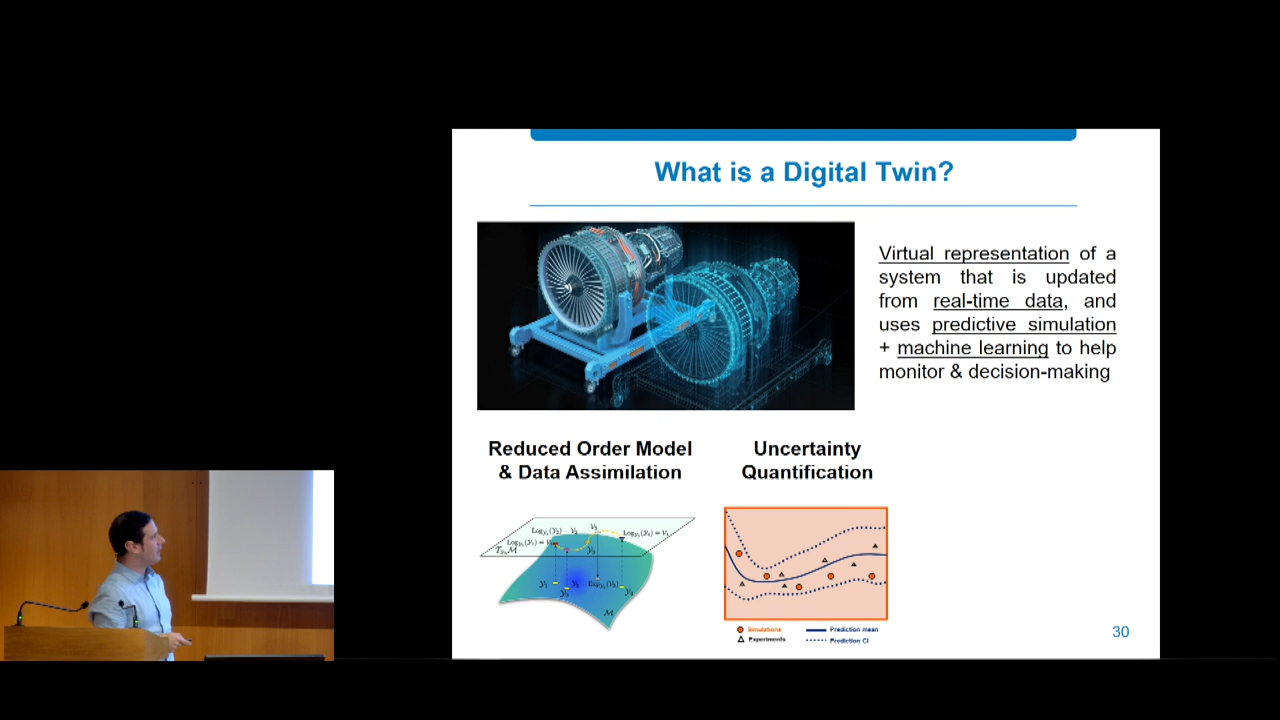 What is a Digital Twin?
Virtual representation of a
system that is updated
from real-time data, and
uses predictive simulation
+ machine learning to help
monitor & decision-making
Reduced Order Model
& Data Assimilation
Uncertainty
Quantification
Simulations
Experiments
Prediction mean
Prediction CI
30